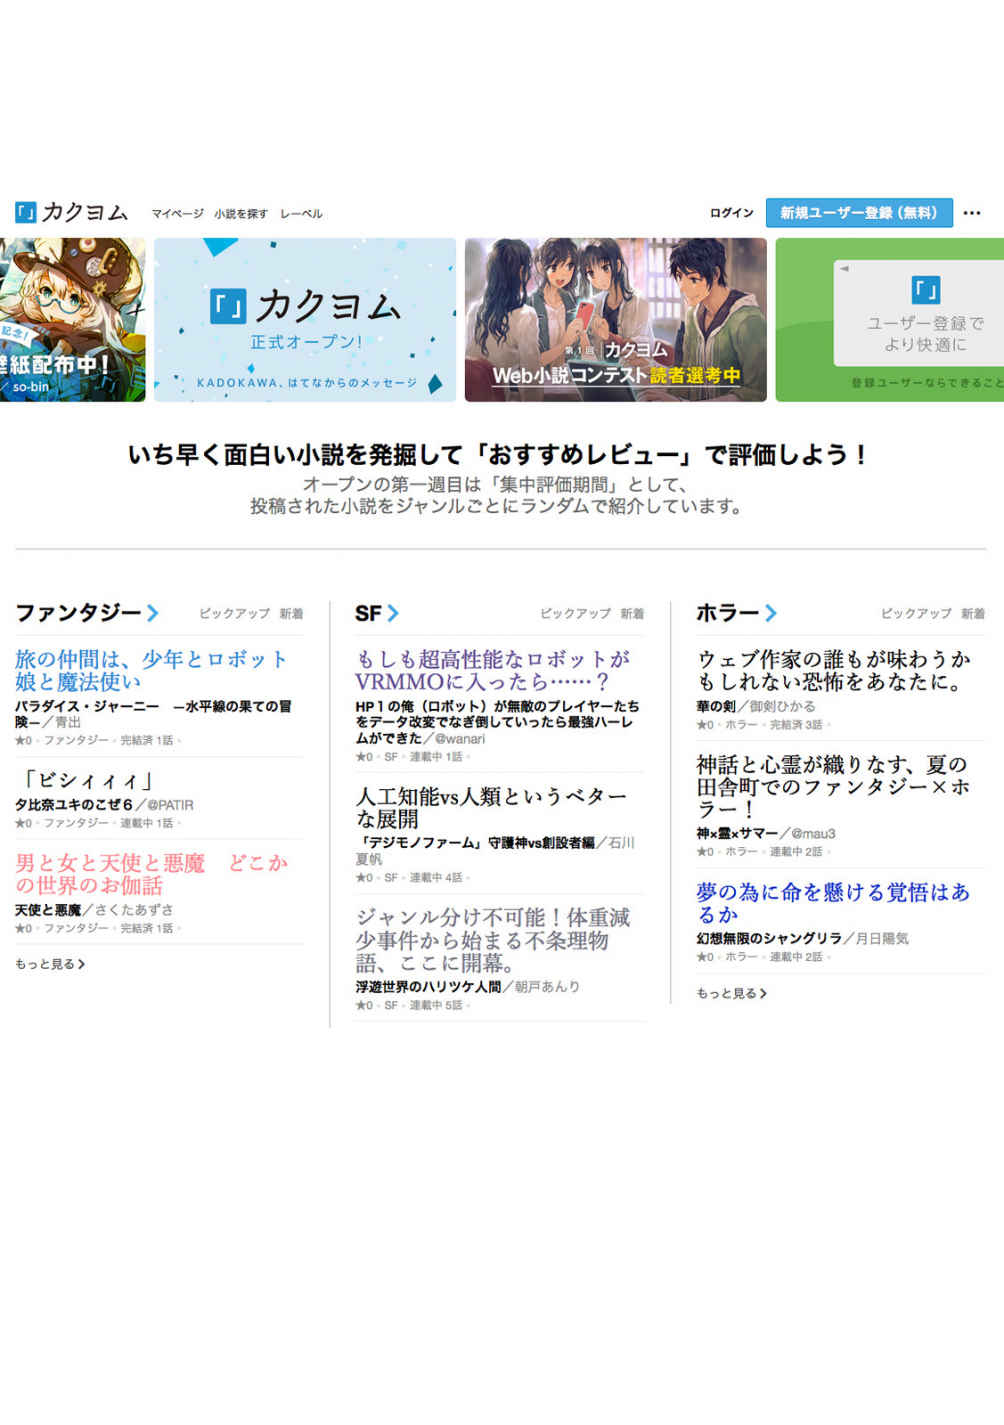 「」カクヨム
マイページ 小説を探す レーベル
ログイン
新規ユーザー登録（無料）
記念！
壁紙配布中！
／ so-bin
「」カクヨム
正式オープン！
KADOKAWA、はてなからのメッセージ
第1回 カクヨム
Web小説コンテスト読者選考中
「」
ユーザー登録で
より快適に
登録ユーザーならできること
いち早く面白い小説を発掘して「おすすめレビュー」で評価しよう！
オープンの第一週目は「集中評価期間」として、
投稿された小説をジャンルごとにランダムで紹介しています。
ファンタジー
ピックアップ 新着
旅の仲間は、少年とロボット
娘と魔法使い
パラダイス・ジャーニー ―水平線の果ての冒
険―／青出
★0・ファンタジー・完結済 1話・
「ビシィィィ」
夕比奈ユキのこぜ６／@PATIR
★0・ファンタジー・連載中 1話・
男と女と天使と悪魔　どこか
の世界のお伽話
天使と悪魔／さくたあずさ
★0・ファンタジー・完結済 1話・
もっと見る
SF
ピックアップ 新着
もしも超高性能なロボットが
VRMMOに入ったら……？
HP１の俺（ロボット）が無敵のプレイヤーたち
をデータ改変でなぎ倒していったら最強ハーレ
ムができた／@wanari
★0・SF・連載中 1話・
人工知能vs人類というベター
な展開
「デジモノファーム」守護神vs創設者編／石川
夏帆
★0・SF・連載中 4話・
ジャンル分け不可能！体重減
少事件から始まる不条理物
語、ここに開幕。
浮遊世界のハリツケ人間／朝戸あんり
★0・SF・連載中 5話・
ホラー
ピックアップ 新着
ウェブ作家の誰もが味わうか
もしれない恐怖をあなたに。
華の剣／御剣ひかる
★0・ホラー・完結済 3話・
神話と心霊が織りなす、夏の
田舎町でのファンタジー×ホ
ラー！
神×霊×サマー／@mau3
★0・ホラー・連載中 2話・
夢の為に命を懸ける覚悟はあ
るか
幻想無限のシャングリラ／月日陽気
★0・ホラー・連載中 2話・
もっと見る